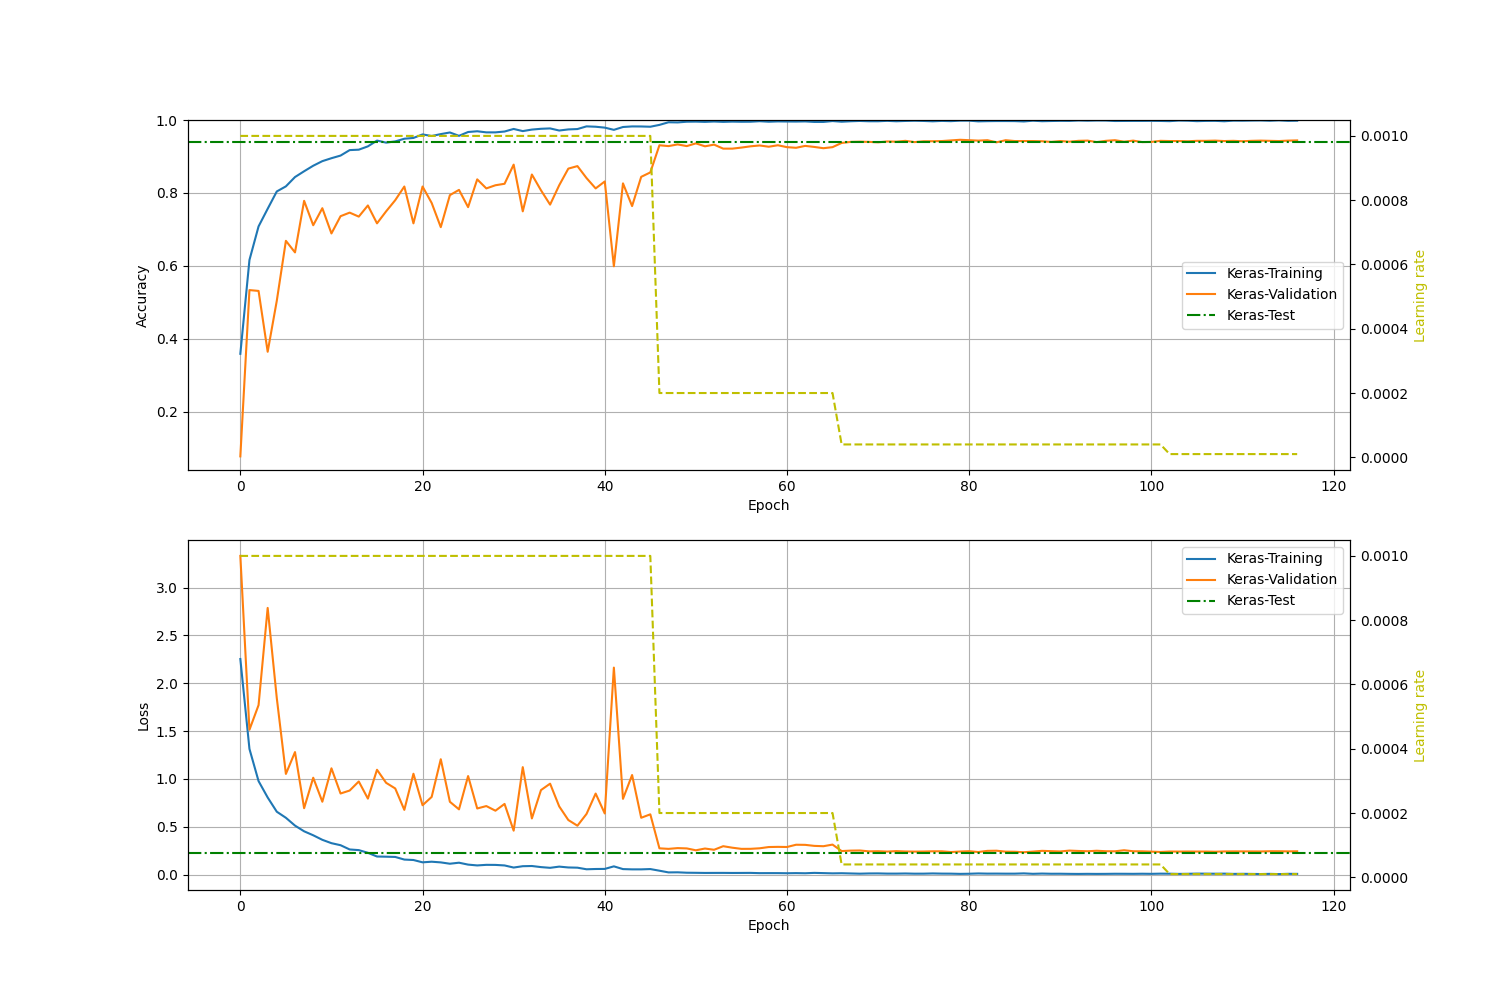 1.0
0.8
0.6
0.4
0.2
Accuracy
0.0010
0.0008
0.0006
0.0004
0.0002
0.0000
Learning rate
Keras-Training
Keras-Validation
Keras-Test
0 20 40 60 80 100 120
Epoch
3.0
2.5
2.0
1.5
1.0
0.5
0.0
Loss
0.0010
0.0008
0.0006
0.0004
0.0002
0.0000
Learning rate
Keras-Training
Keras-Validation
Keras-Test
0 20 40 60 80 100 120
Epoch